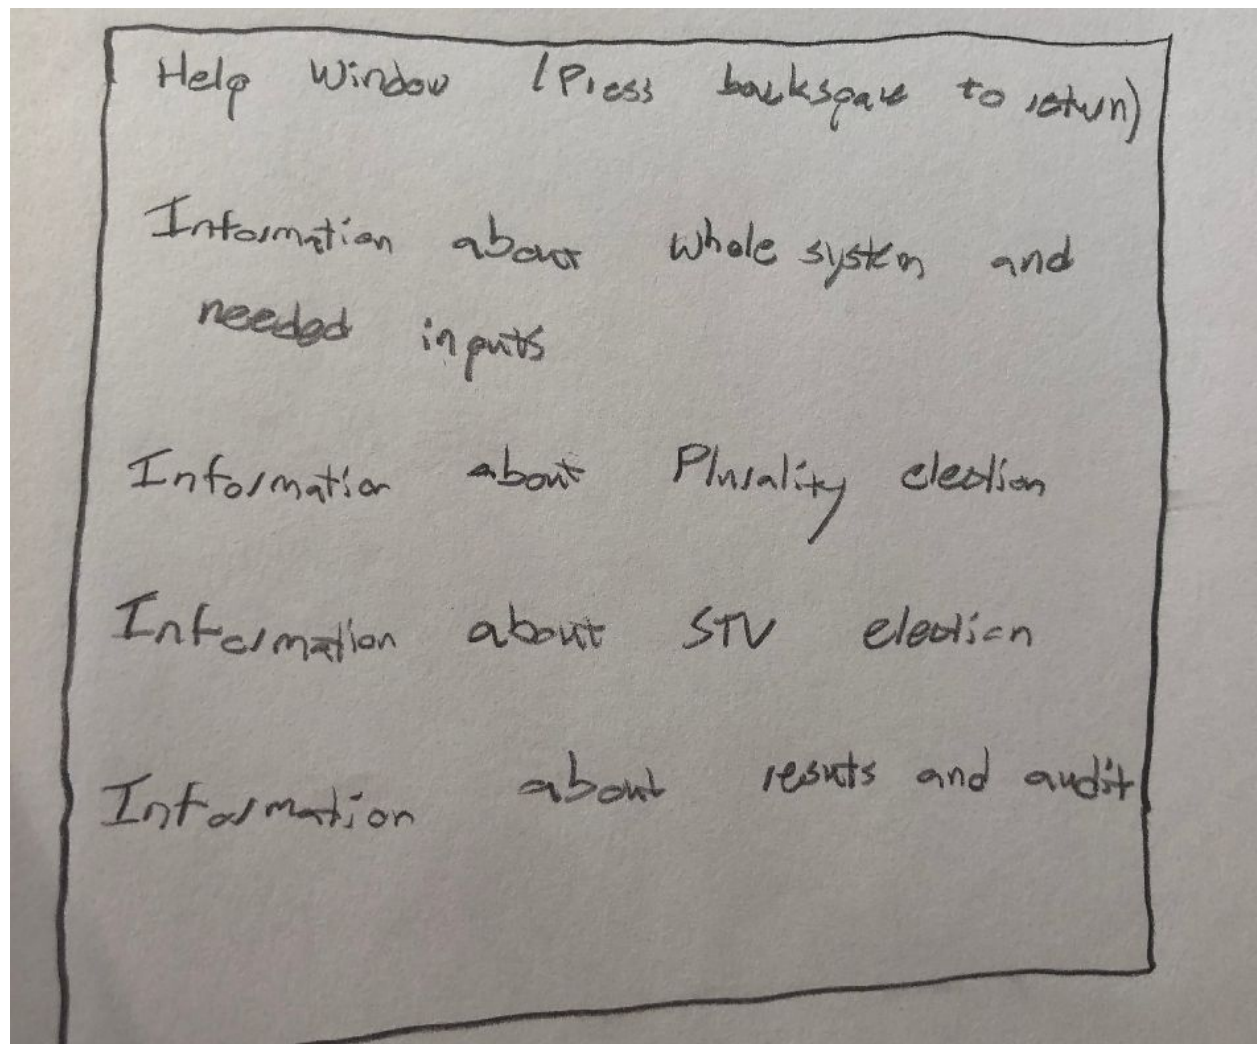 Help Window (Press backspace to return)
Information about whole system and
needed inputs
Information about Plurality election
Information about STV election
Information about resuts and audit